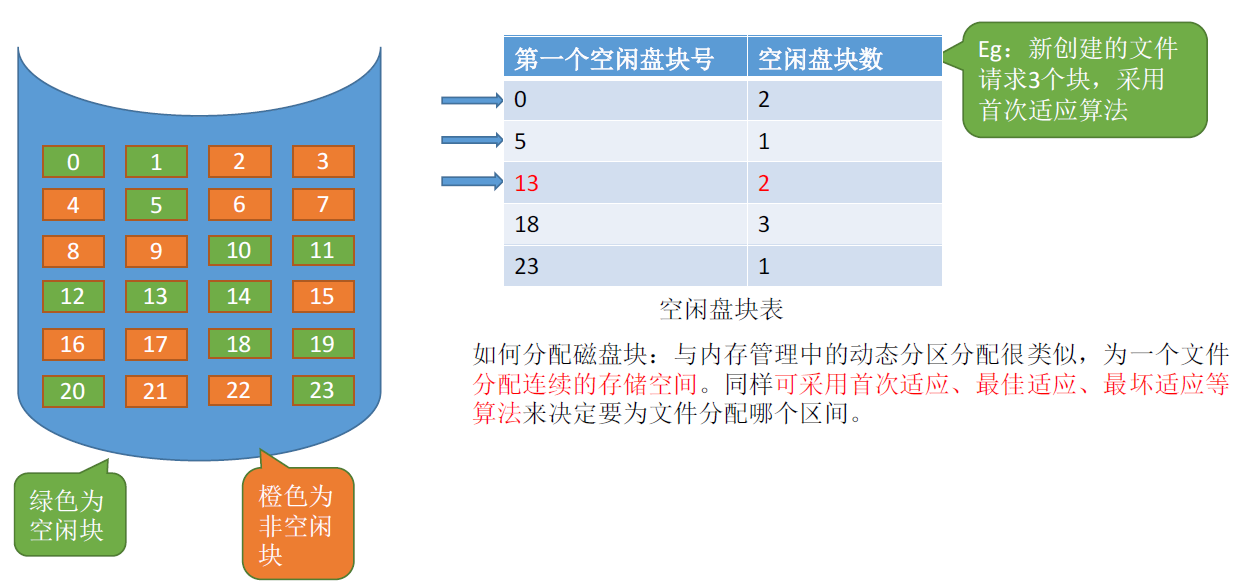 0 1 2 3
4 5 6 7
8 9 10 11
12 13 14 15
16 17 18 19
20 21 22 23
绿色为
空闲块
橙色为
非空闲
块
第一个空闲盘块号 空闲盘块数
0 2
5 1
13 2
18 3
23 1
空闲盘块表
Eg：新创建的文件
请求3个块，采用
首次适应算法
如何分配磁盘块：与内存管理中的动态分区分配很类似，为一个文件
分配连续的存储空间。同样可采用首次适应、最佳适应、最坏适应等
算法来决定要为文件分配哪个区间。